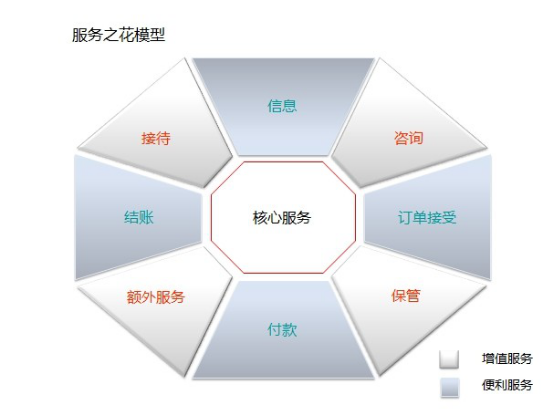 服务之花模型
信息
接待
咨询
结账
核心服务
订单接受
额外服务
保管
付款
增值服务
便利服务